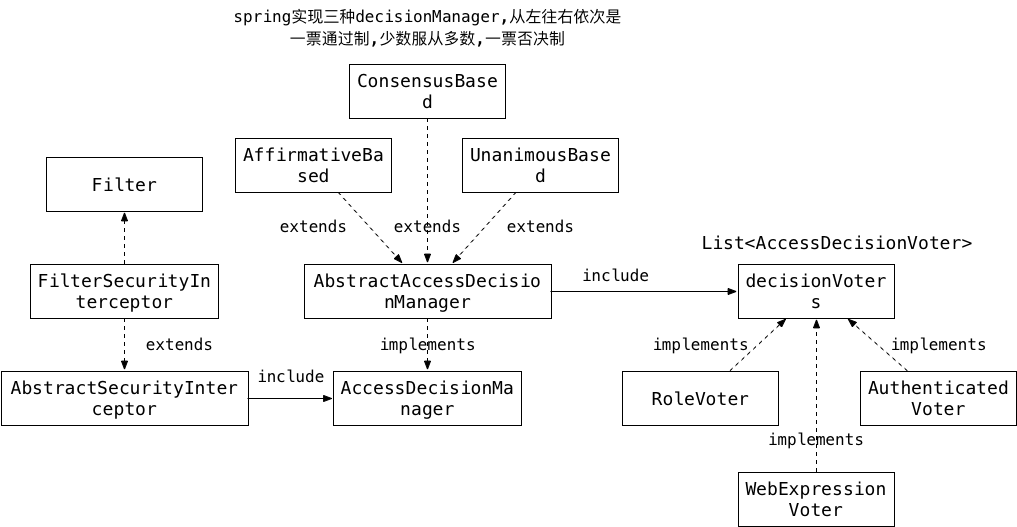 spring实现三种decisionManager,从左往右依次是
一票通过制,少数服从多数,一票否决制
ConsensusBase
d
AffirmativeBa
sed
UnanimousBase
d
Filter
extends
extends
extends
List<AccessDecisionVoter>
FilterSecurityIn
terceptor
AbstractAccessDecisio
nManager
include
decisionVoter
s
extends
implements
implements
implements
AbstractSecurityInter
ceptor
include
AccessDecisionMa
nager
RoleVoter
Authenticated
Voter
implements
WebExpression
Voter